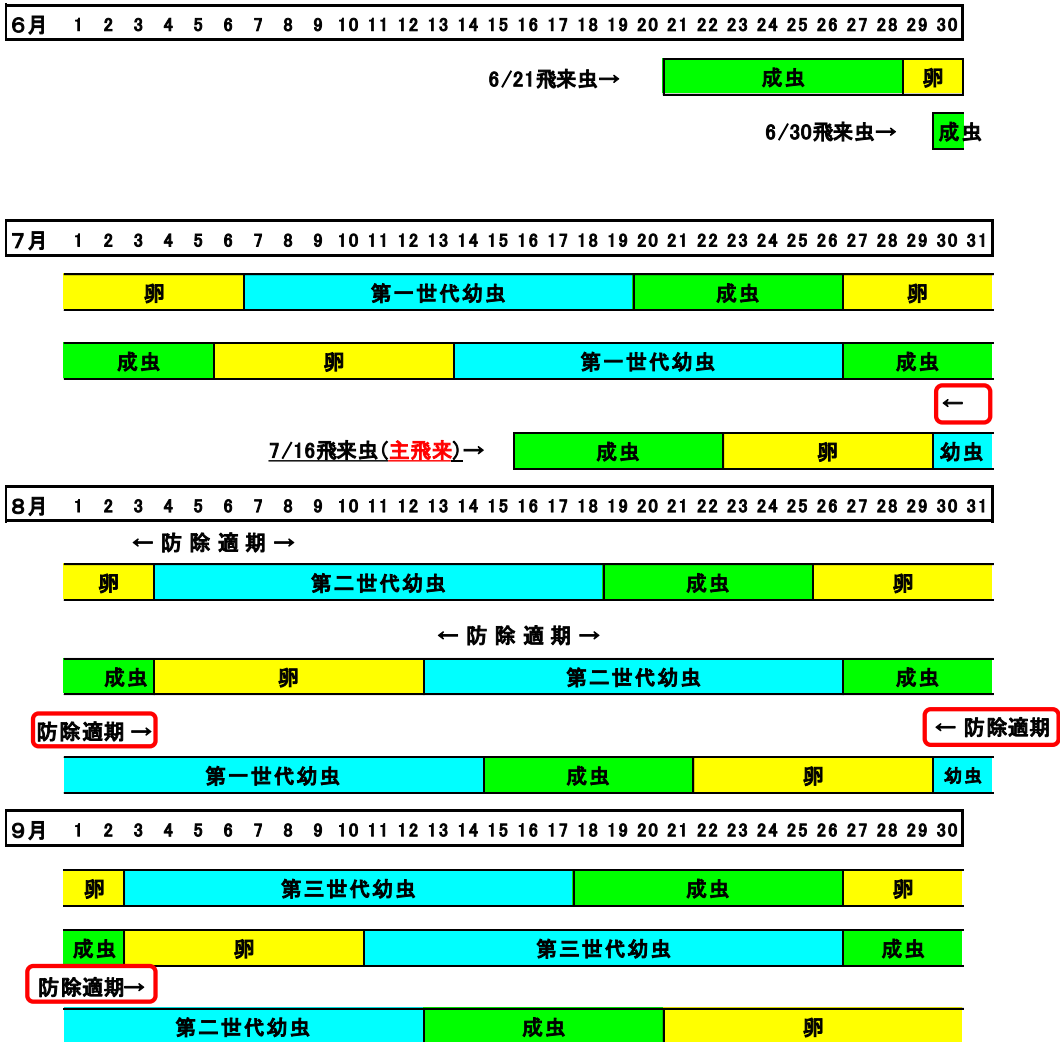 6月 1 2 3 4 5 6 7 8 9 10 11 12 13 14 15 16 17 18 19 20 21 22 23 24 25 26 27 28 29 30
6/21飛来虫→ 成虫 卵
6/30飛来虫→ 成虫
7月 1 2 3 4 5 6 7 8 9 10 11 12 13 14 15 16 17 18 19 20 21 22 23 24 25 26 27 28 29 30 31
卵 第一世代幼虫 成虫 卵
成虫 卵 第一世代幼虫 成虫
←
7/16飛来虫(主飛来)→ 成虫 卵 幼虫
8月 1 2 3 4 5 6 7 8 9 10 11 12 13 14 15 16 17 18 19 20 21 22 23 24 25 26 27 28 29 30 31
← 防除適期 →
卵 第二世代幼虫 成虫 卵
← 防除適期 →
成虫 卵 第二世代幼虫 成虫
防除適期 → ← 防除適期
第一世代幼虫 成虫 卵 幼虫
9月 1 2 3 4 5 6 7 8 9 10 11 12 13 14 15 16 17 18 19 20 21 22 23 24 25 26 27 28 29 30
卵 第三世代幼虫 成虫 卵
成虫 卵 第三世代幼虫 成虫
防除適期→
第二世代幼虫 成虫 卵